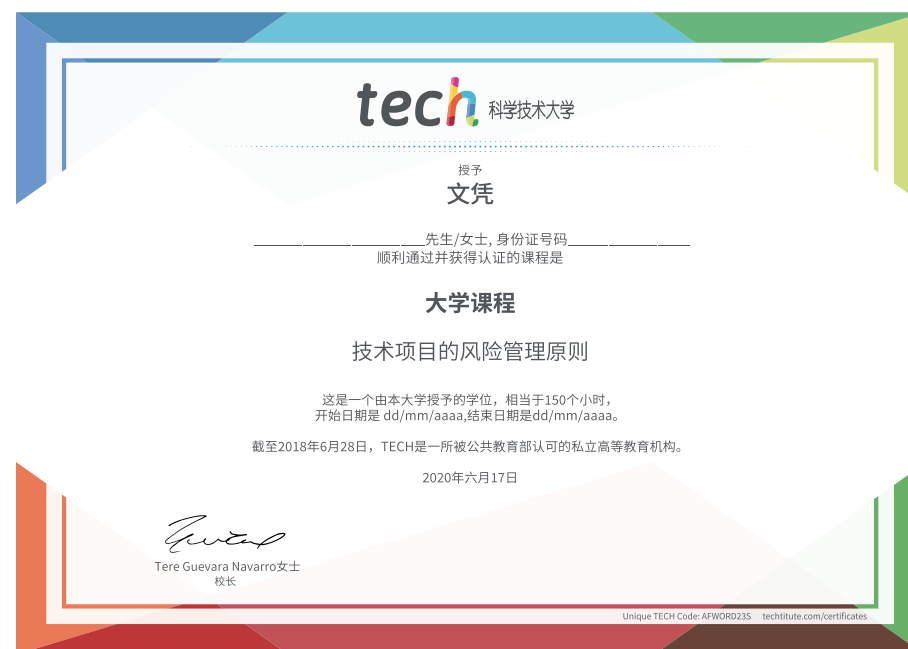 tech 科学技术大学
授予
文凭
__________________________先生/女士, 身份证号码__________________
顺利通过并获得认证的课程是
大学课程
技术项目的风险管理原则
这是一个由本大学授予的学位，相当于150个小时，
开始日期是 dd/mm/aaaa,结束日期是dd/mm/aaaa。
截至2018年6月28日，TECH是一所被公共教育部认可的私立高等教育机构。
2020年六月17日
Tere Guevara Navarro女士
校长
Unique TECH Code: AFWORD23S techtitute.com/certificates